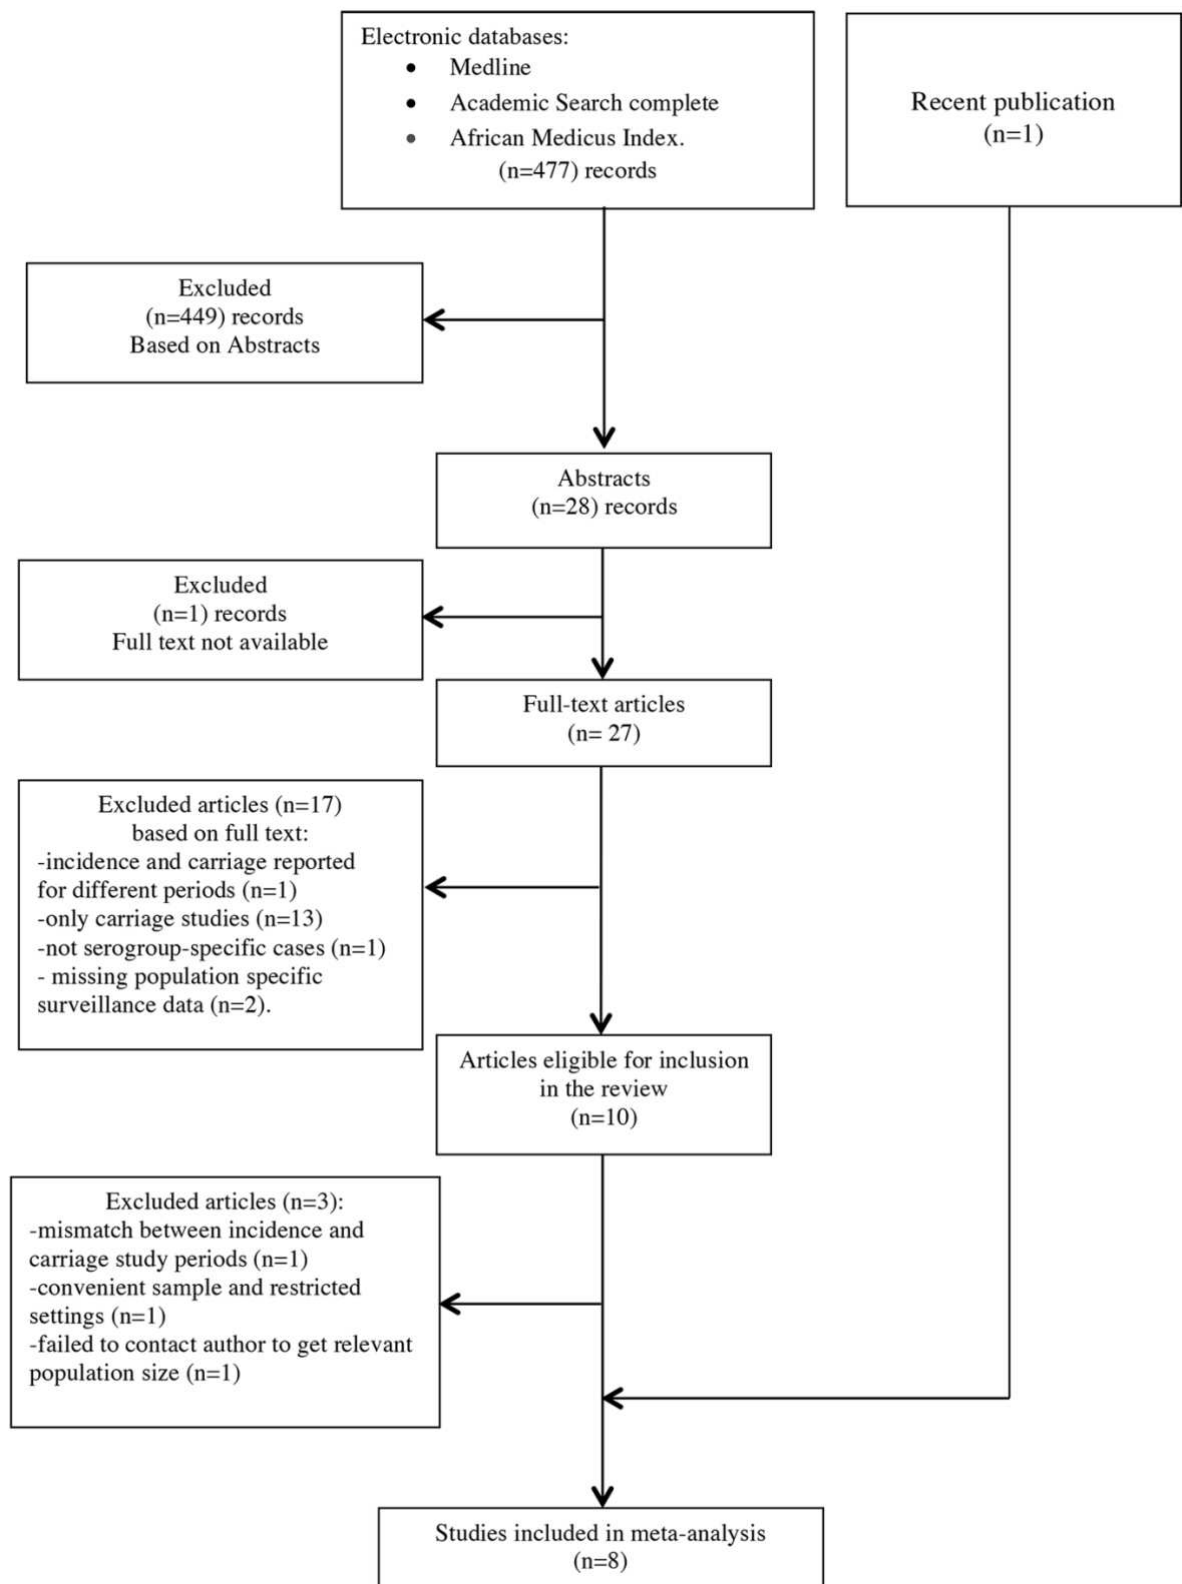 Electronic databases:
• Medline
• Academic Search complete
• African Medicus Index.
(n=477) records
Recent publication
(n=1)
Excluded
(n=449) records
Based on Abstracts
Abstracts
(n=28) records
Excluded
(n=1) records
Full text not available
Full-text articles
(n= 27)
Excluded articles (n=17)
based on full text:
-incidence and carriage reported
for different periods (n=1)
-only carriage studies (n=13)
-not serogroup-specific cases (n=1)
- missing population specific
surveillance data (n=2).
Articles eligible for inclusion
in the review
(n=10)
Excluded articles (n=3):
-mismatch between incidence and
carriage study periods (n=1)
-convenient sample and restricted
settings (n=1)
-failed to contact author to get relevant
population size (n=1)
Studies included in meta-analysis
(n=8)